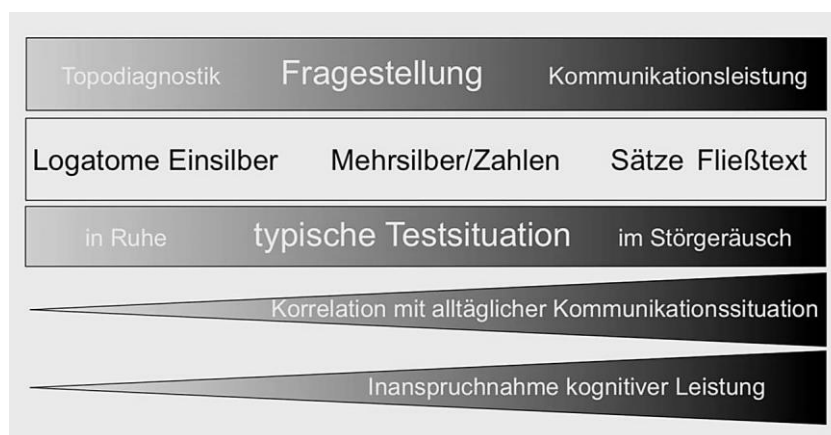 Topodiagnostik Fragestellung Kommunikationsleistung
Logatome Einsilber Mehrsilber/Zahlen Sätze Fließtext
in Ruhe typische Testsituation im Störgeräusch
Korrelation mit alltäglicher Kommunikationssituation
Inanspruchnahme kognitiver Leistung